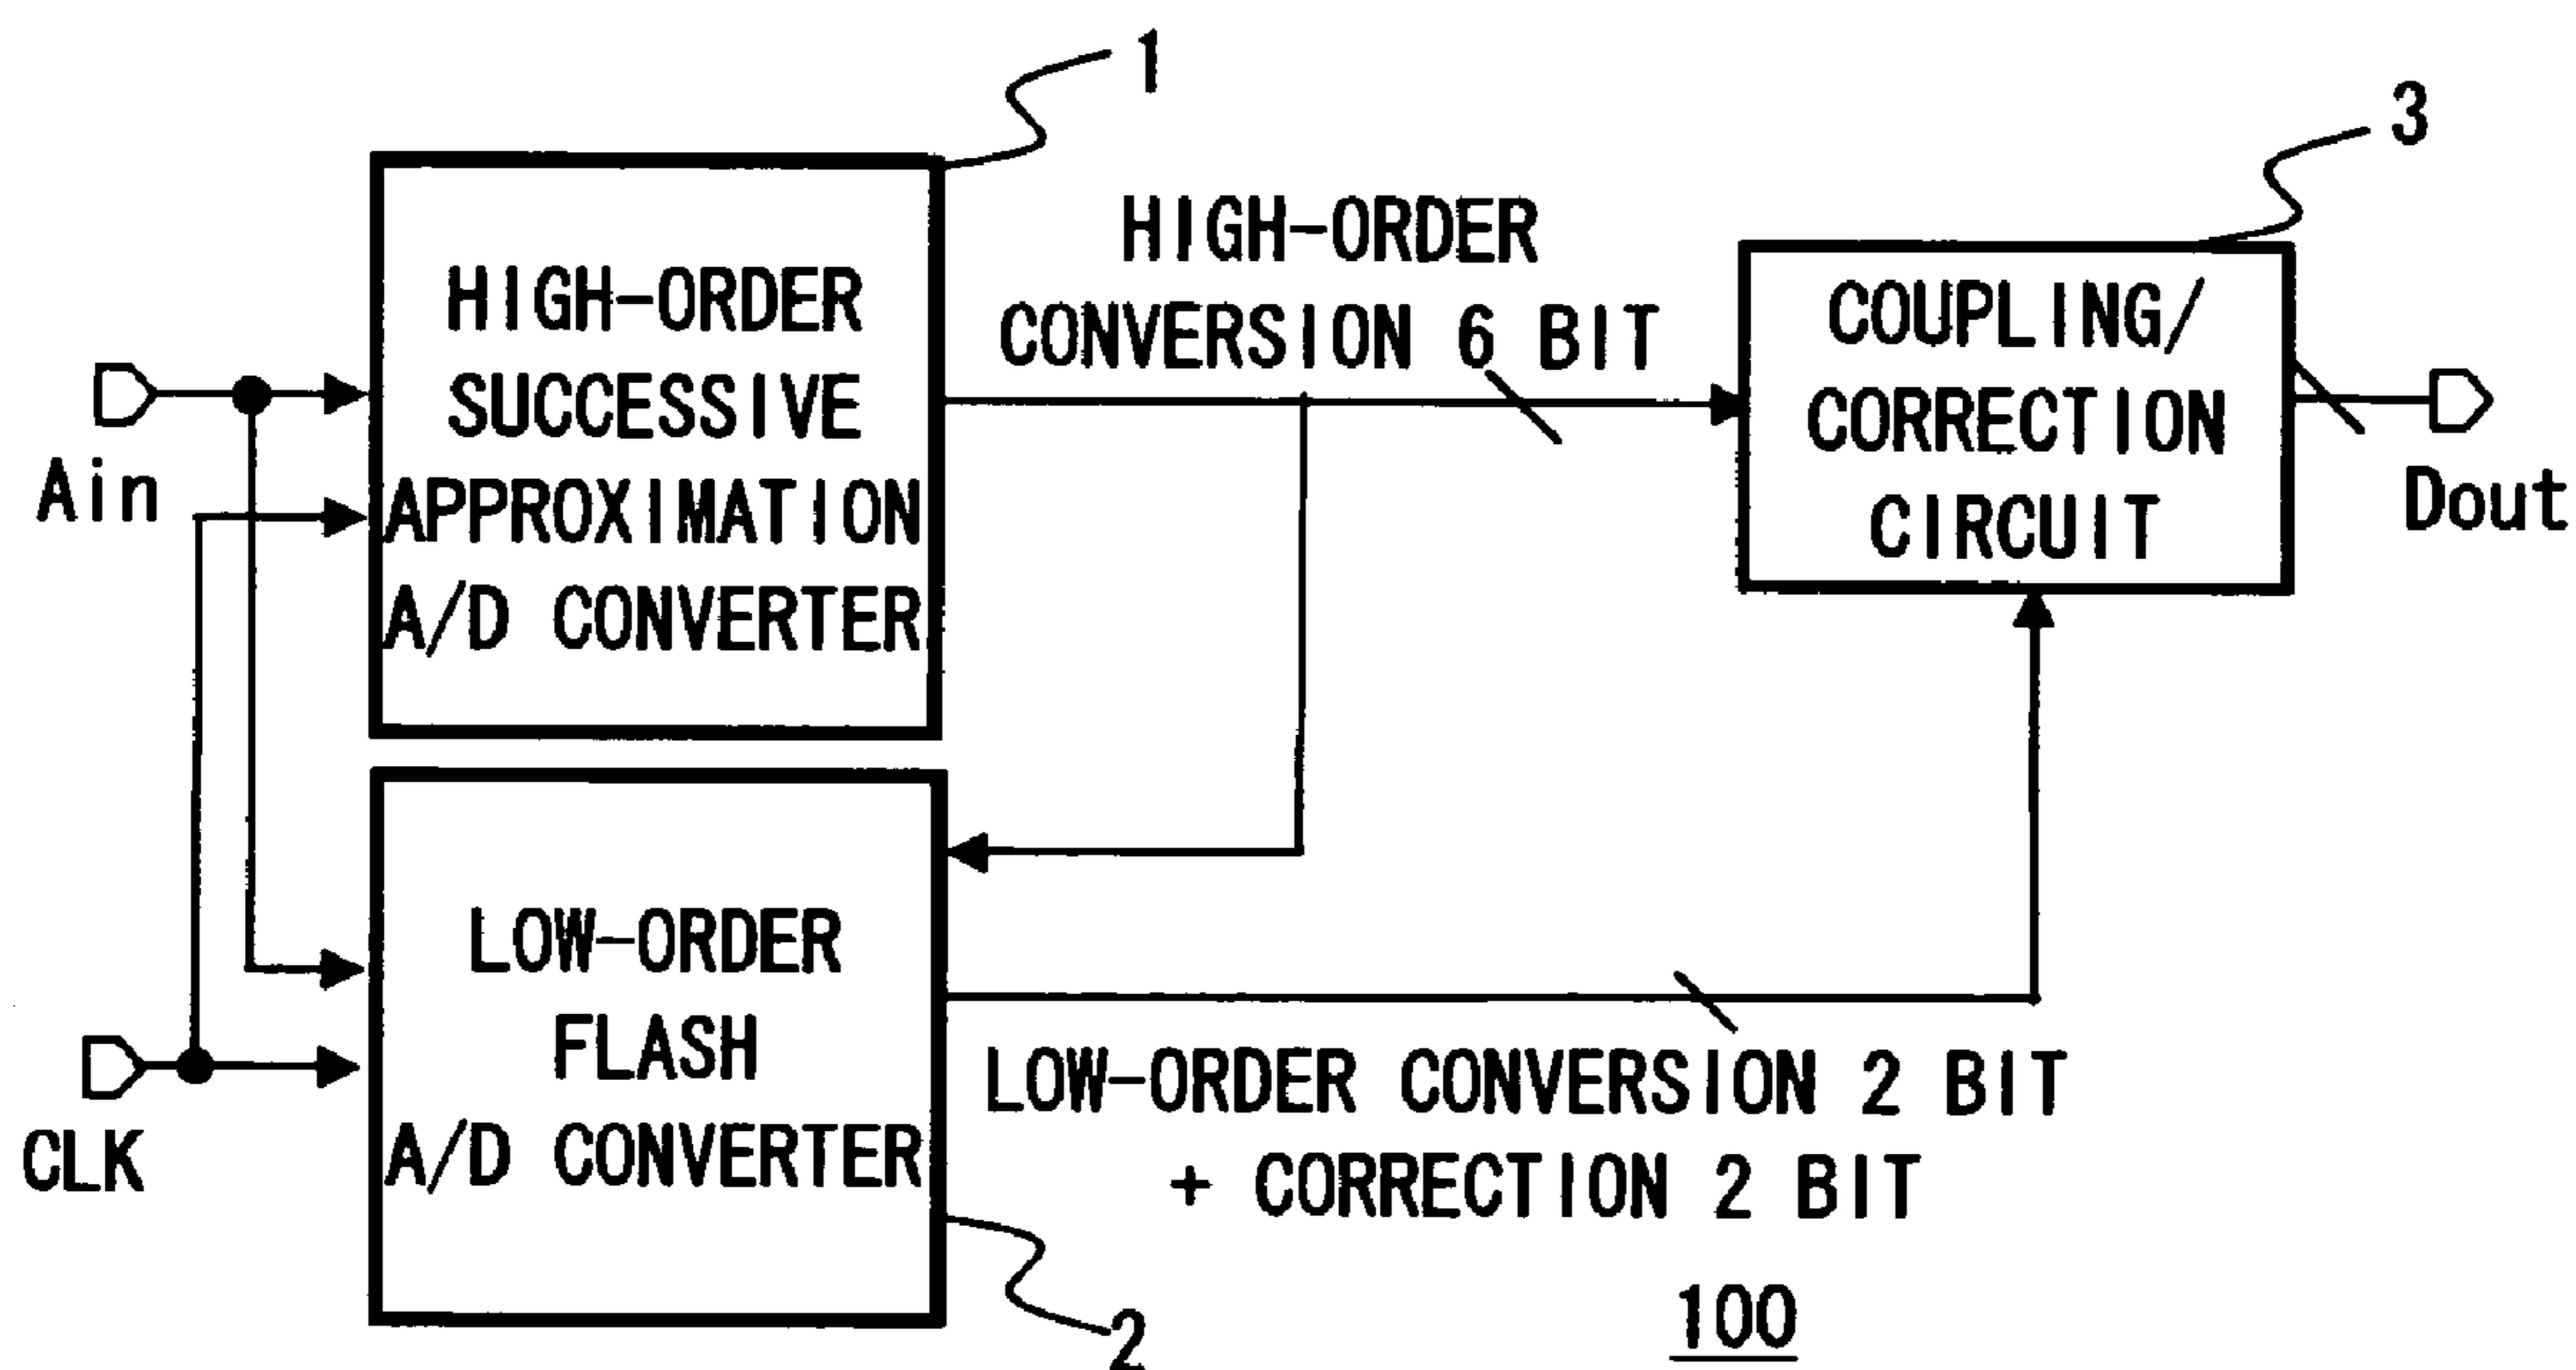 1
3
HIGH-ORDER
SUCCESSIVE
APPROXIMATION
A/D CONVERTER
HIGH-ORDER
CONVERSION 6 BIT
COUPLING/
CORRECTION
CIRCUIT
Ain
Dout
LOW-ORDER
FLASH
A/D CONVERTER
LOW-ORDER CONVERSION 2 BIT
+ CORRECTION 2 BIT
CLK
2
100